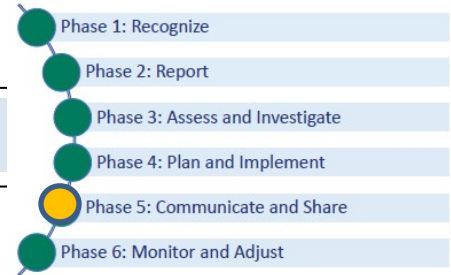 Phase 1: Recognize
Phase 2: Report
Phase 3: Assess and Investigate
Phase 4: Plan and Implement
Phase 5: Communicate and Share
Phase 6: Monitor and Adjust